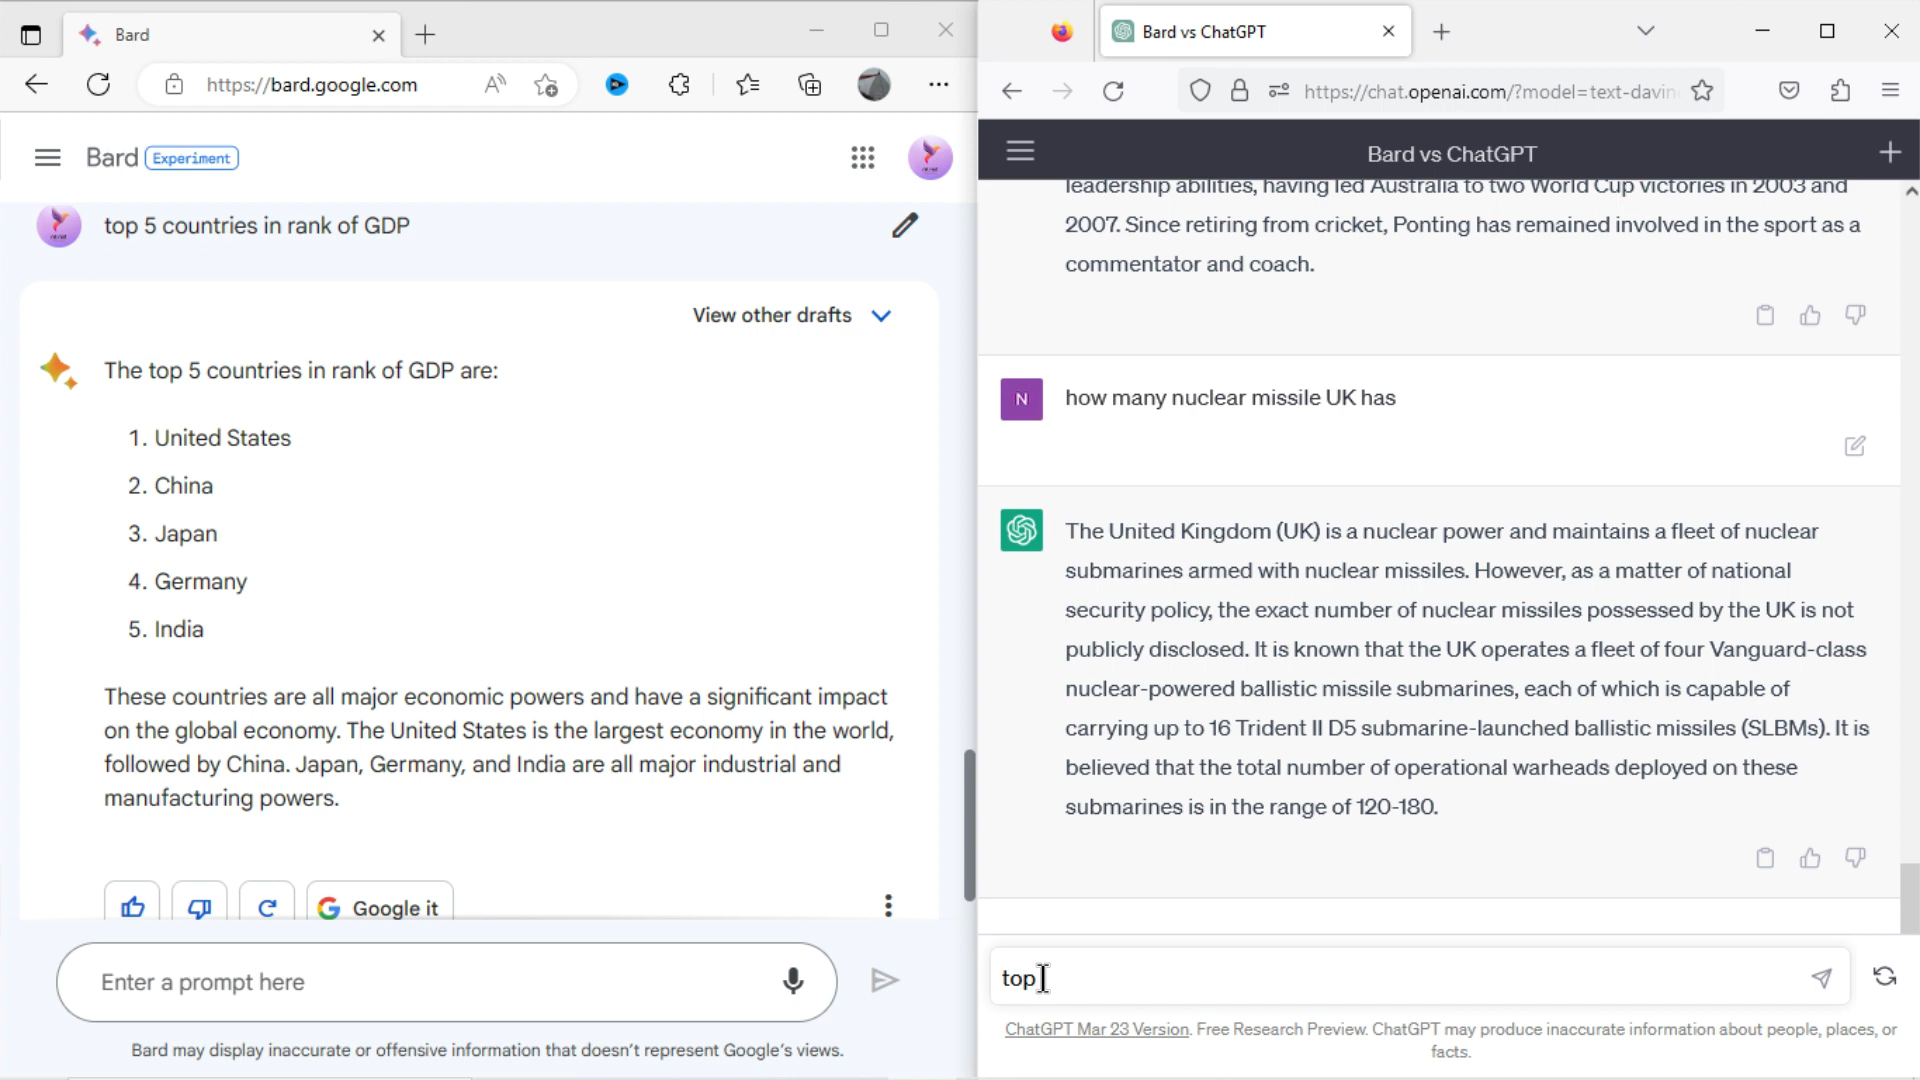 Bard
https://bard.google.com
Bard Experiment
top 5 countries in rank of GDP
View other drafts
The top 5 countries in rank of GDP are:
1. United States
2. China
3. Japan
4. Germany
5. India
These countries are all major economic powers and have a significant impact
on the global economy. The United States is the largest economy in the world,
followed by China. Japan, Germany, and India are all major industrial and
manufacturing powers.
Google it
Enter a prompt here
Bard may display inaccurate or offensive information that doesn't represent Google's views.
Bard vs ChatGPT
https://chat.openai.com/?model=text-davin
Bard vs ChatGPT
leadership abilities, having led Australia to two World Cup victories in 2003 and
2007. Since retiring from cricket, Ponting has remained involved in the sport as a
commentator and coach.
N
how many nuclear missile UK has
The United Kingdom (UK) is a nuclear power and maintains a fleet of nuclear
submarines armed with nuclear missiles. However, as a matter of national
security policy, the exact number of nuclear missiles possessed by the UK is not
publicly disclosed. It is known that the UK operates a fleet of four Vanguard-class
nuclear-powered ballistic missile submarines, each of which is capable of
carrying up to 16 Trident II D5 submarine-launched ballistic missiles (SLBMs). It is
believed that the total number of operational warheads deployed on these
submarines is in the range of 120-180.
top
ChatGPT Mar 23 Version. Free Research Preview. ChatGPT may produce inaccurate information about people, places, or
facts.